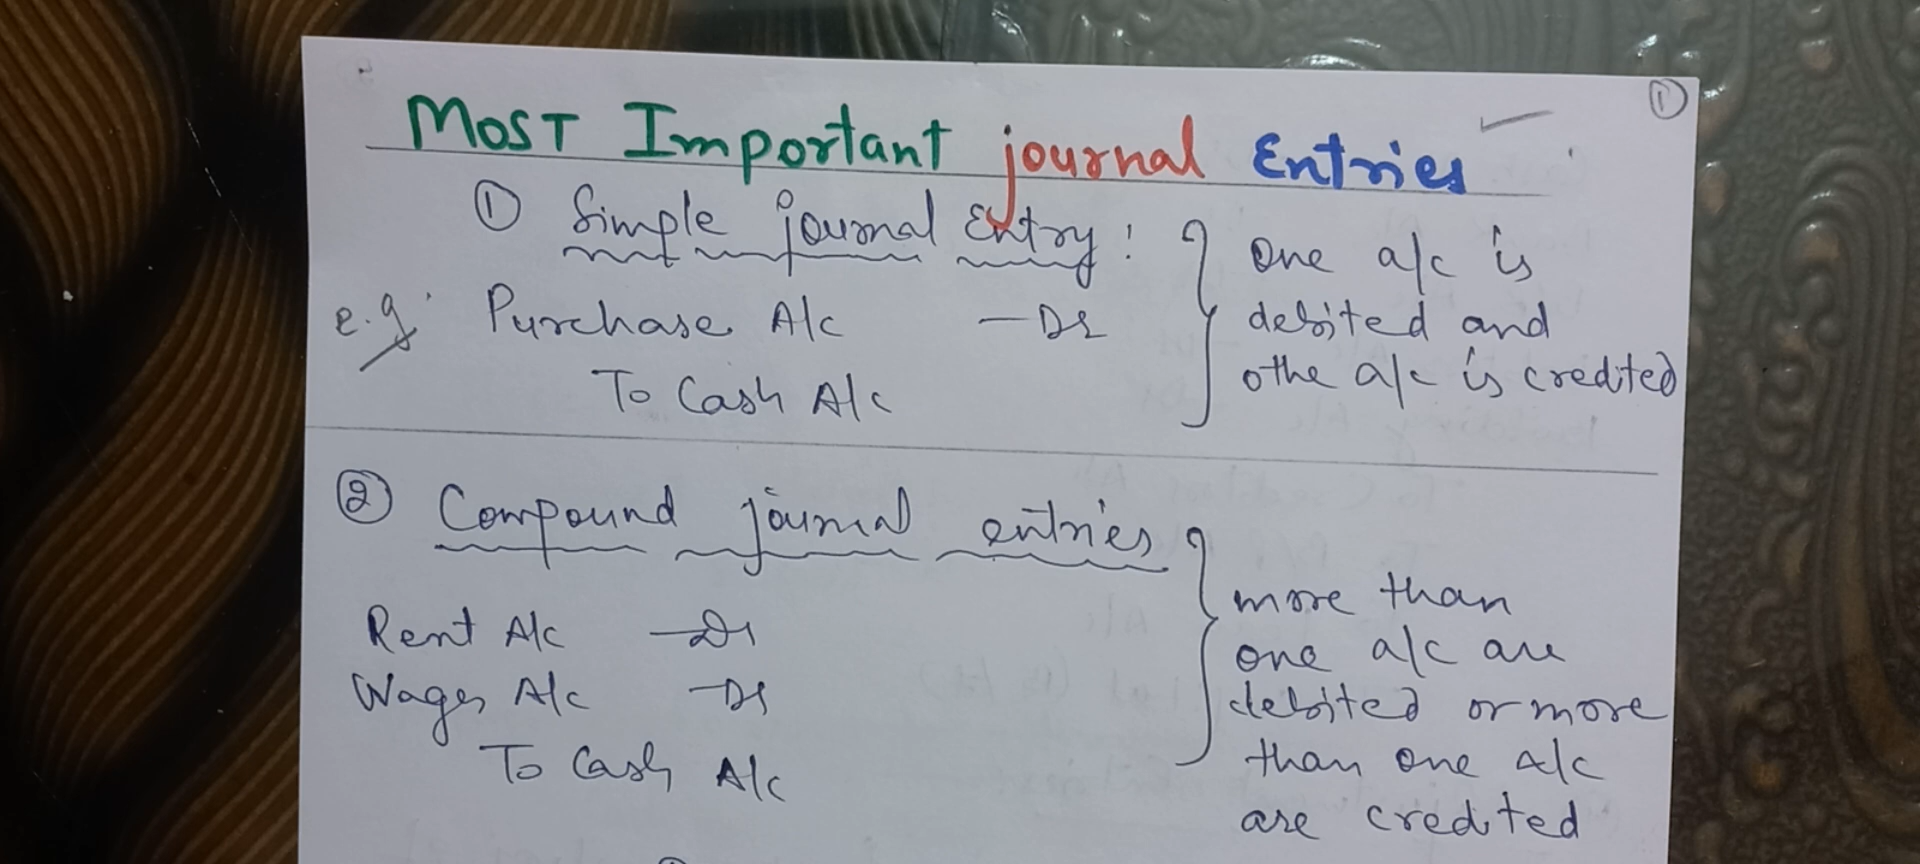 ①
Most Important journal Entries
① Simple journal Entry:
e.g. Purchase A/c —Dr
To Cash A/c
One a/c is
debited and
othe a/c is credited
② Compound journal entries
Rent A/c —Dr
Wages A/c —Dr
To Cash A/c
more than
one a/c are
debited or more
than one a/c
are credited